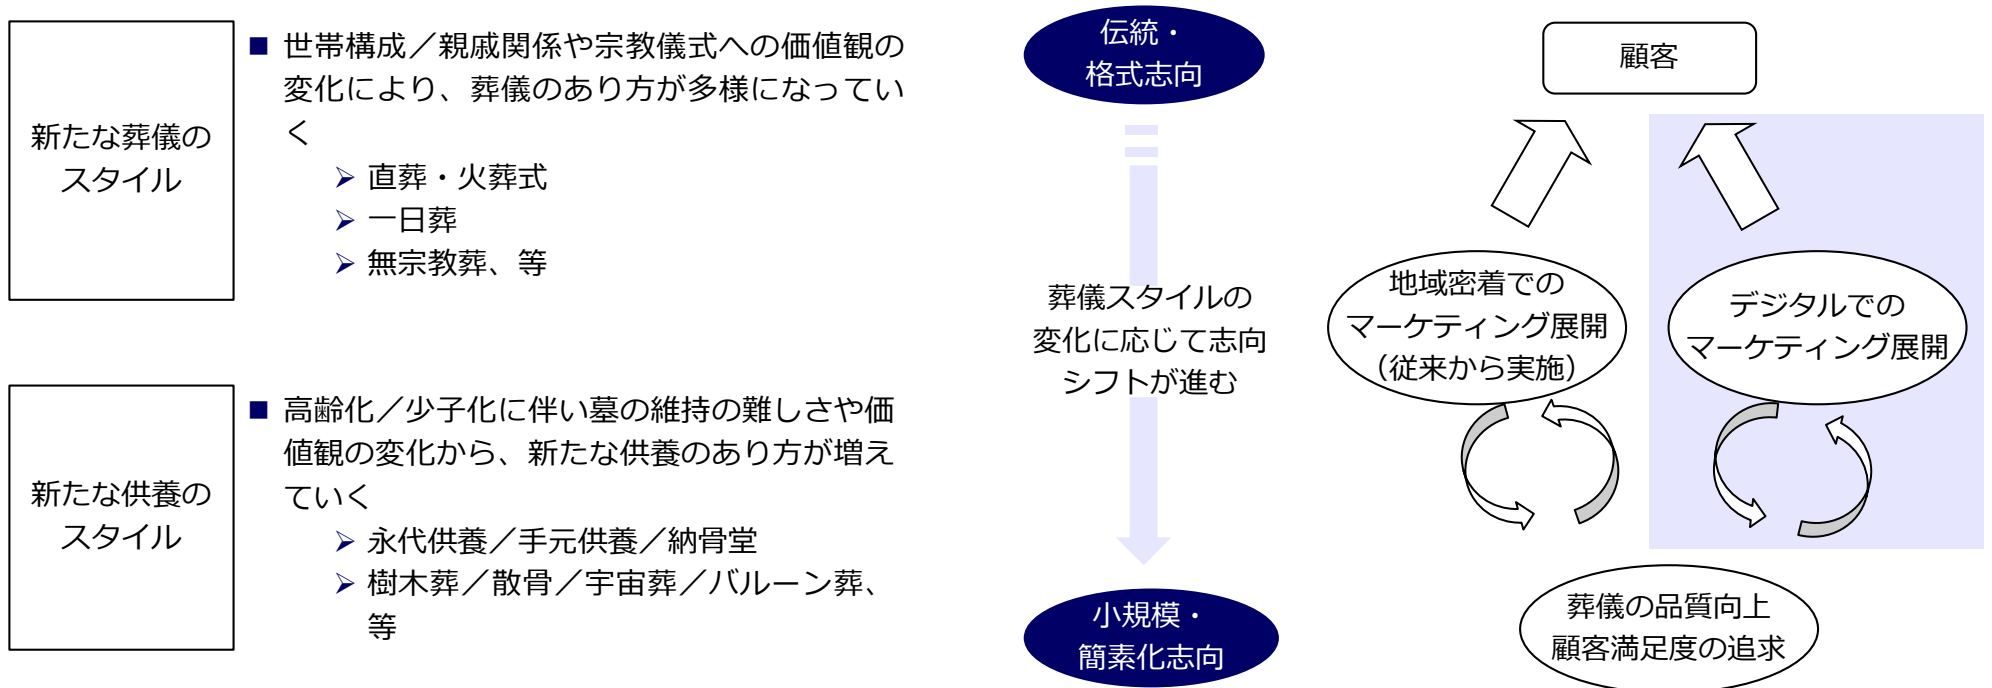 新たな葬儀の
スタイル
■ 世帯構成／親戚関係や宗教儀式への価値観の
変化により、葬儀のあり方が多様になってい
く
➢ 直葬・火葬式
➢ 一日葬
➢ 無宗教葬、等
新たな供養の
スタイル
■ 高齢化／少子化に伴い墓の維持の難しさや価
値観の変化から、新たな供養のあり方が増え
ていく
➢ 永代供養／手元供養／納骨堂
➢ 樹木葬／散骨／宇宙葬／バルーン葬、
等
伝統・
格式志向
葬儀スタイルの
変化に応じて志向
シフトが進む
小規模・
簡素化志向
顧客
地域密着での
マーケティング展開
（従来から実施）
デジタルでの
マーケティング展開
葬儀の品質向上
顧客満足度の追求